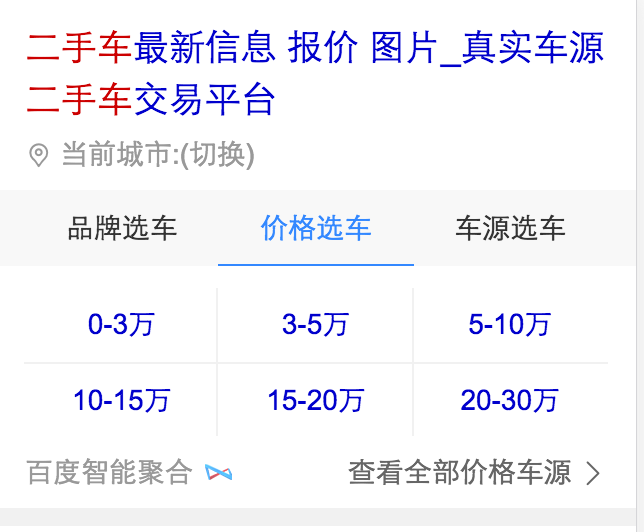 二手车最新信息 报价 图片_真实车源
二手车交易平台
当前城市:(切换)
品牌选车 价格选车 车源选车
0-3万 3-5万 5-10万
10-15万 15-20万 20-30万
百度智能聚合 查看全部价格车源